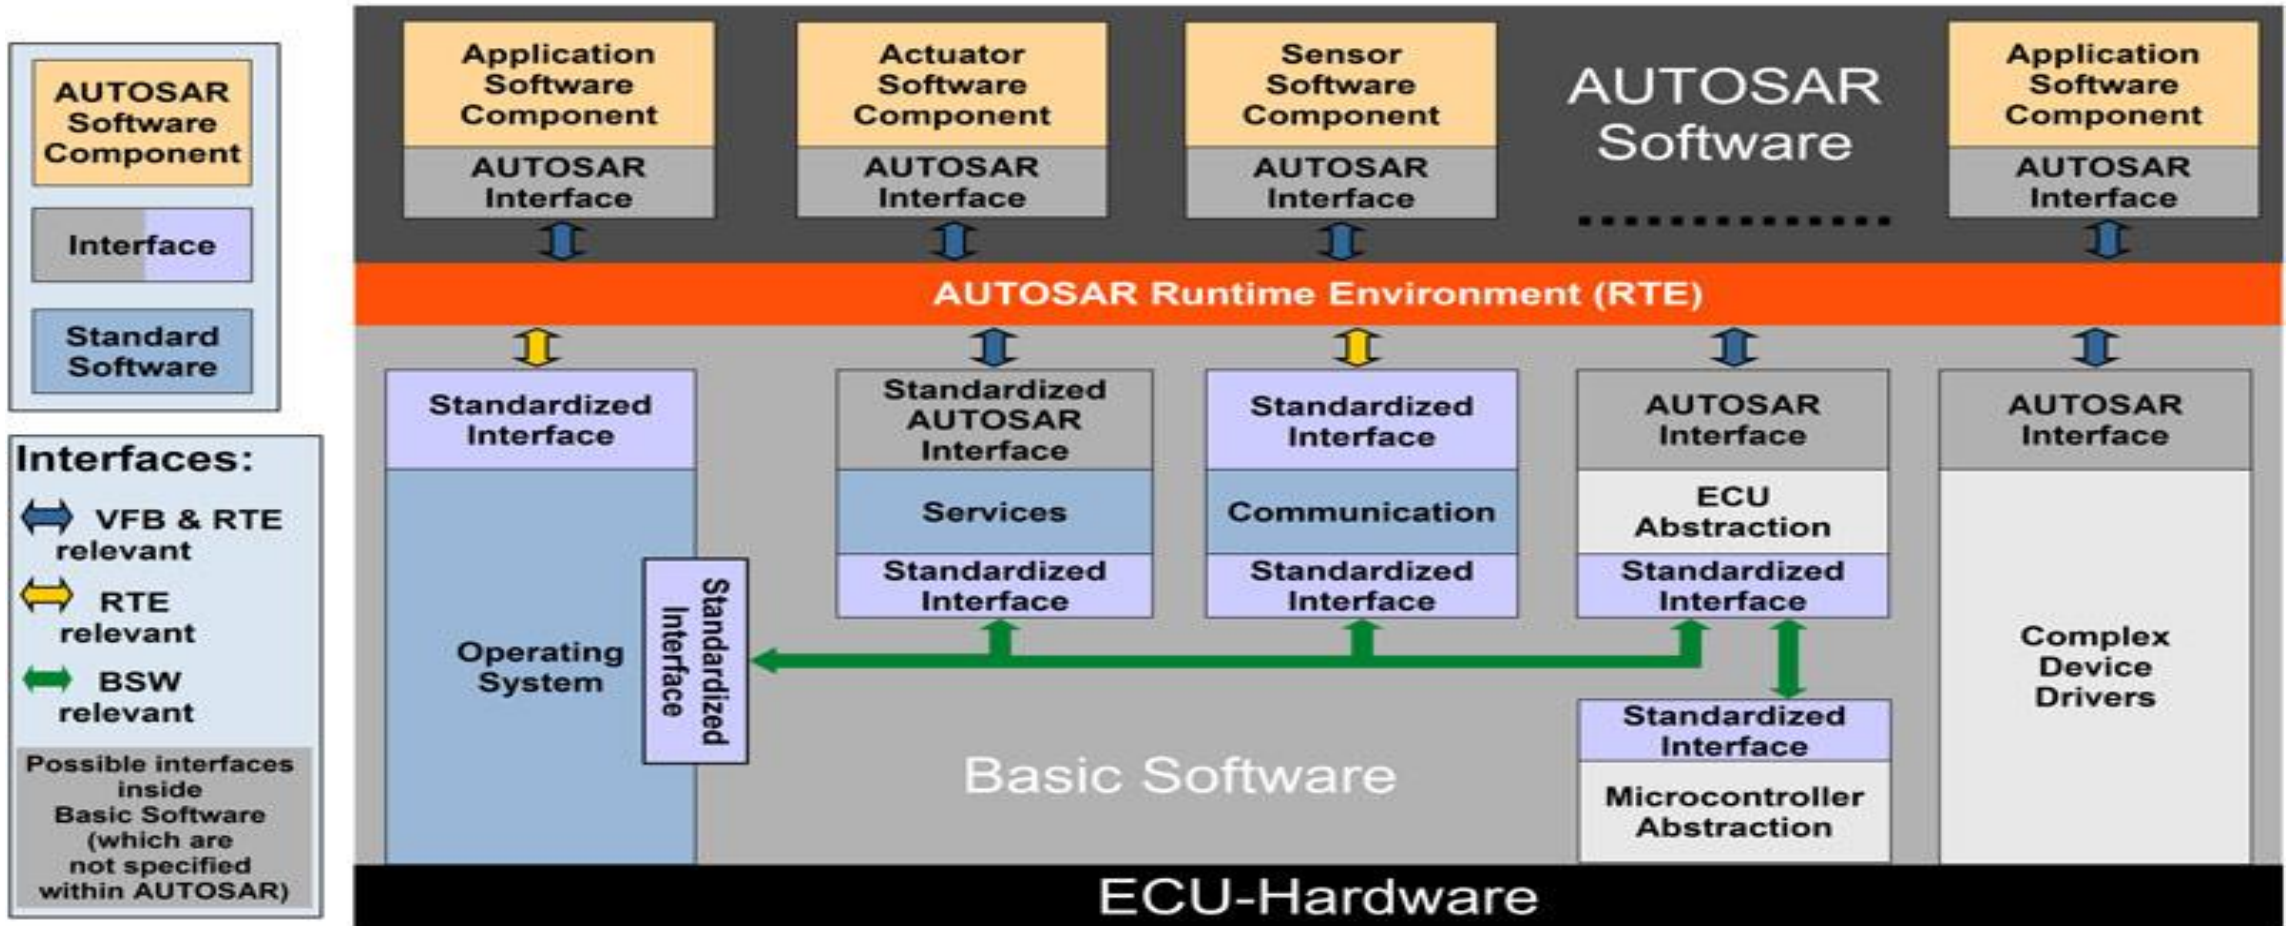 AUTOSAR
Software
Component
Interface
Standard
Software
Interfaces:
VFB & RTE
relevant
RTE
relevant
BSW
relevant
Possible interfaces
inside
Basic Software
(which are
not specified
within AUTOSAR)
Application
Software
Component
AUTOSAR
Interface
Actuator
Software
Component
AUTOSAR
Interface
Sensor
Software
Component
AUTOSAR
Interface
AUTOSAR
Software
Application
Software
Component
AUTOSAR
Interface
AUTOSAR Runtime Environment (RTE)
Standardized
Interface
Operating
System
Standardized
Interface
Standardized
AUTOSAR
Interface
Services
Standardized
Interface
Standardized
Interface
Communication
Standardized
Interface
AUTOSAR
Interface
ECU
Abstraction
Standardized
Interface
Standardized
Interface
Microcontroller
Abstraction
AUTOSAR
Interface
Complex
Device
Drivers
Basic Software
ECU-Hardware